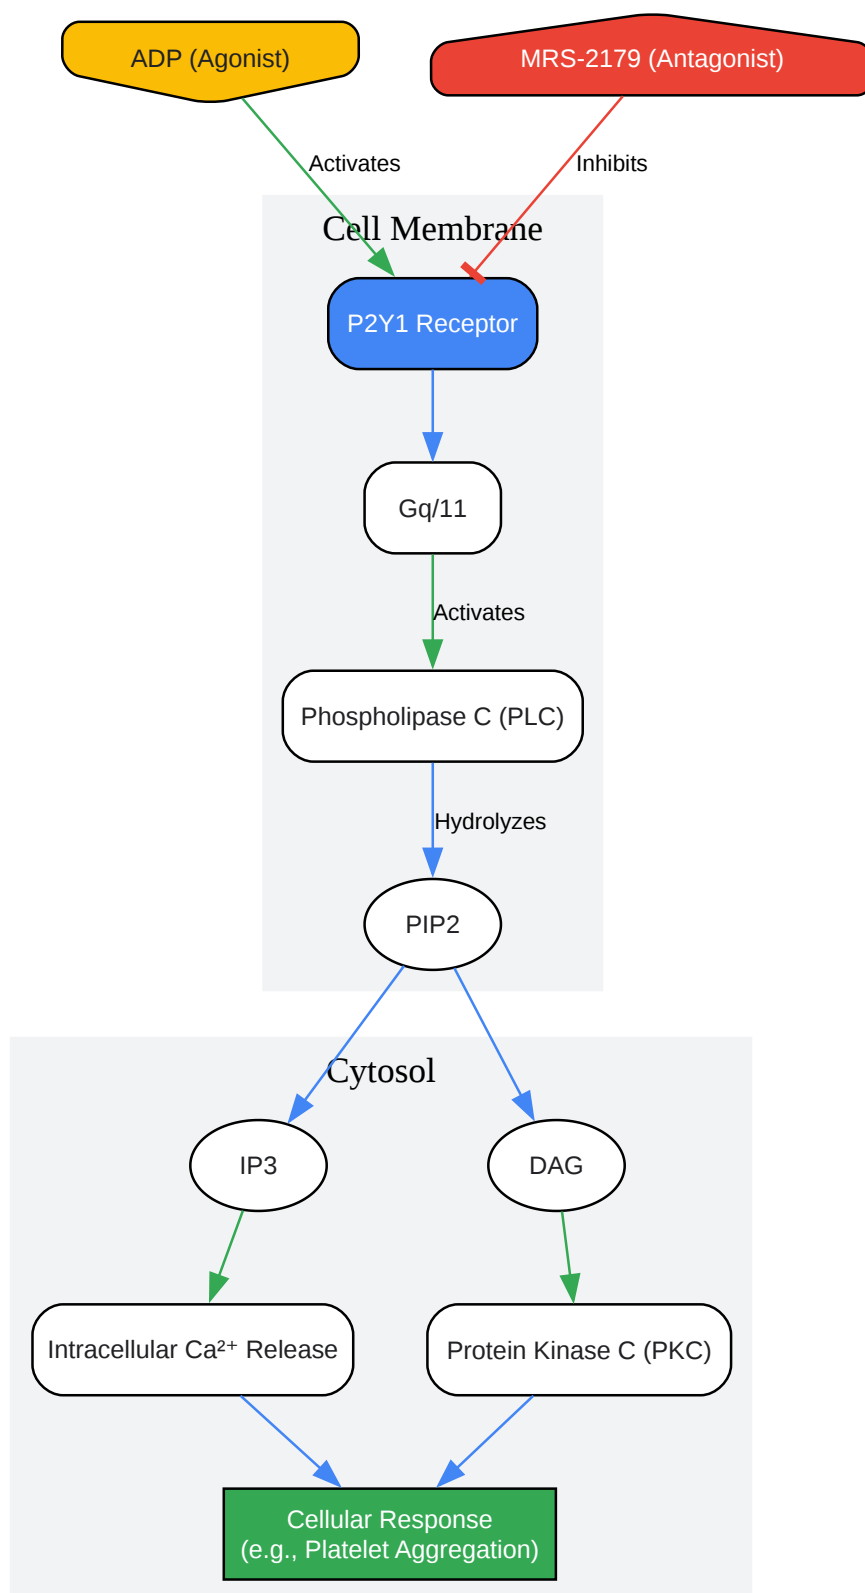 ADP (Agonist)
MRS-2179 (Antagonist)
Activates
Inhibits
Cell Membrane
P2Y1 Receptor
Gq/11
Activates
Phospholipase C (PLC)
Hydrolyzes
PIP2
Cytosol
IP3
DAG
Intracellular Ca²⁺ Release
Protein Kinase C (PKC)
Cellular Response
(e.g., Platelet Aggregation)